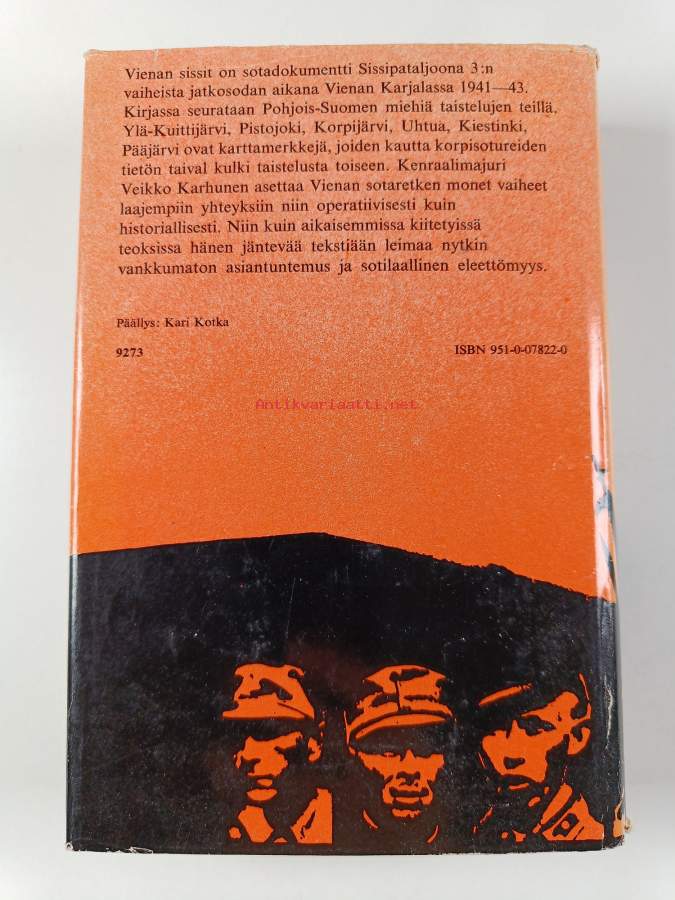 Vienan sissit on sotadokumentti Sissipataljoona 3:n
vaiheista jatkosodan aikana Vienan Karjalassa 1941—43.
Kirjassa seurataan Pohjois-Suomen miehiä taistelujen teillä.
Ylä-Kuittijärvi, Pistojoki, Korpijärvi, Uhtua, Kiestinki,
Pääjärvi ovat karttamerkkejä, joiden kautta korpisotureiden
tietön taival kulki taistelusta toiseen. Kenraalimajuri
Veikko Karhunen asettaa Vienan sotaretken monet vaiheet
laajempiin yhteyksiin niin operatiivisesti kuin
historiallisesti. Niin kuin aikaisemmissa kiitetyissä
teoksissa hänen jäntevää tekstiään leimaa nytkin
vankkumaton asiantuntemus ja sotilaallinen eleettömyys.
Päällys: Kari Kotka
9273 ISBN 951-0-07822-0
Antikvariaatti.net